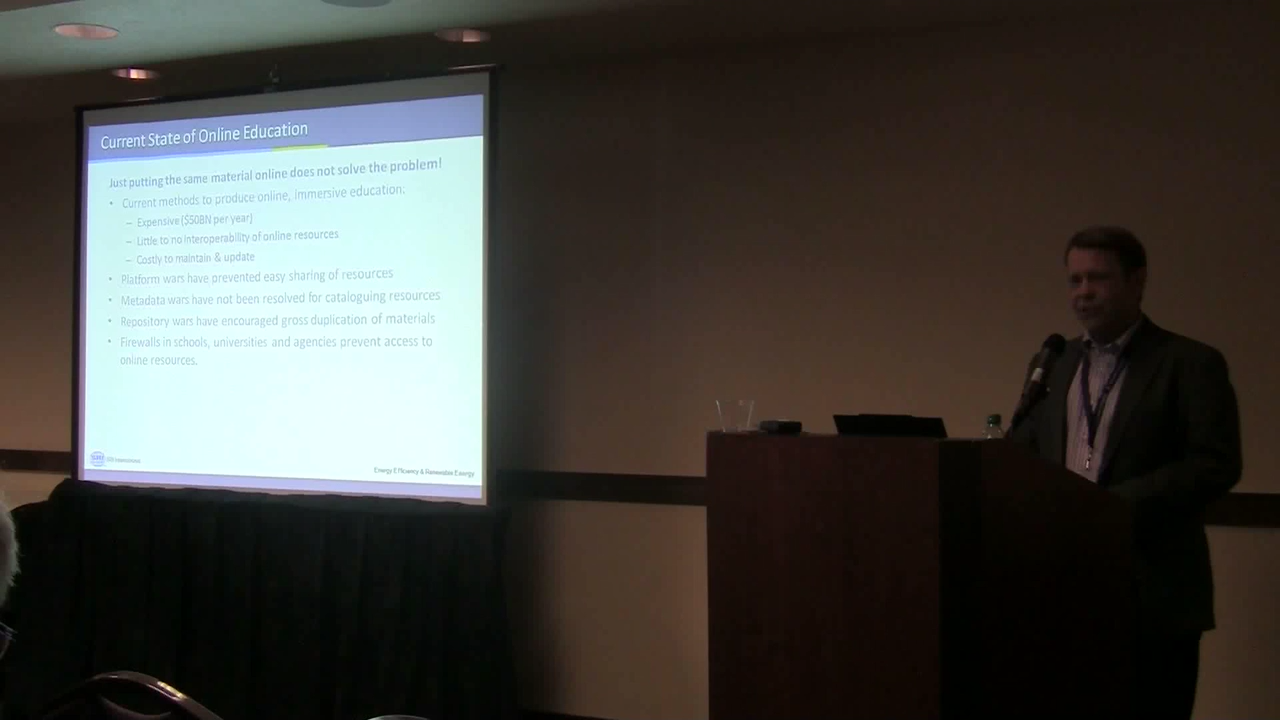 Current State of Online Education
Just putting the same material online does not solve the problem!
• Current methods to produce online, immersive education:
– Expensive ($50BN per year)
– Little to no interoperability of online resources
– Costly to maintain & update
• Platform wars have prevented easy sharing of resources
• Metadata wars have not been resolved for cataloguing resources
• Repository wars have encouraged gross duplication of materials
• Firewalls in schools, universities and agencies prevent access to
online resources.
Energy Efficiency & Renewable Energy